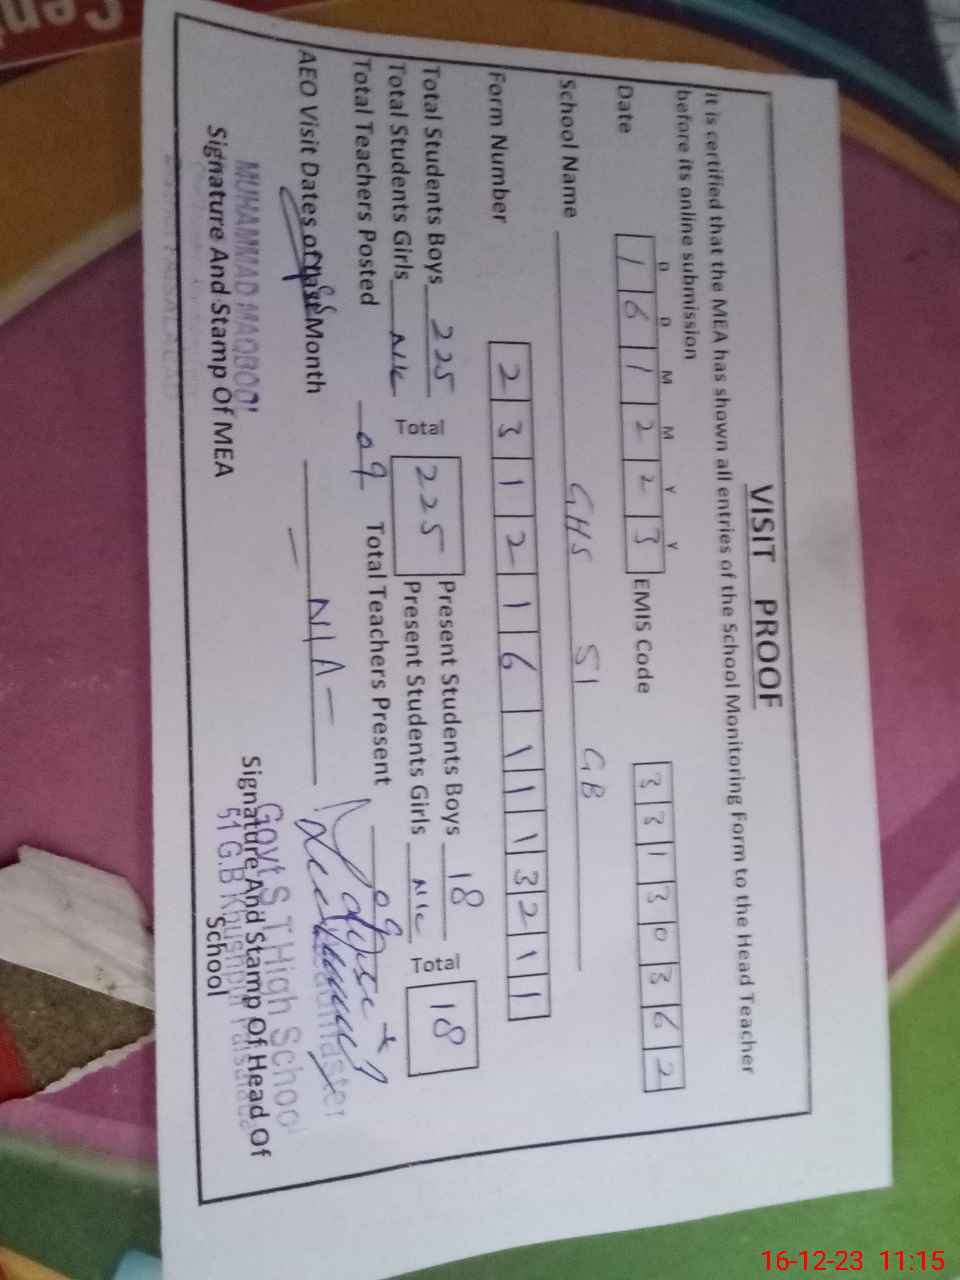 VISIT PROOF
It is certified that the MEA has shown all entries of the School Monitoring Form to the Head Teacher
before its online submission
D D M M Y Y
Date 1 6 1 2 2 3 EMIS Code 3 3 1 3 0 3 6 2
School Name GHS 51 GB
Form Number 2 3 1 2 1 6 1 1 1 3 2 1 1
Total Students Boys 225 Total 225 Present Students Boys 18 Total 18
Total Students Girls NIL Present Students Girls NIL
Total Teachers Posted 09 Total Teachers Present 09
AEO Visit Dates of last Month N/A
MUHAMMAD MAQBOOL
Signature And Stamp Of MEA
Headmaster
Govt S.T High School
51 G.B Khushpur Faisalabad
Signature And Stamp Of Head Of
School
16-12-23 11:15